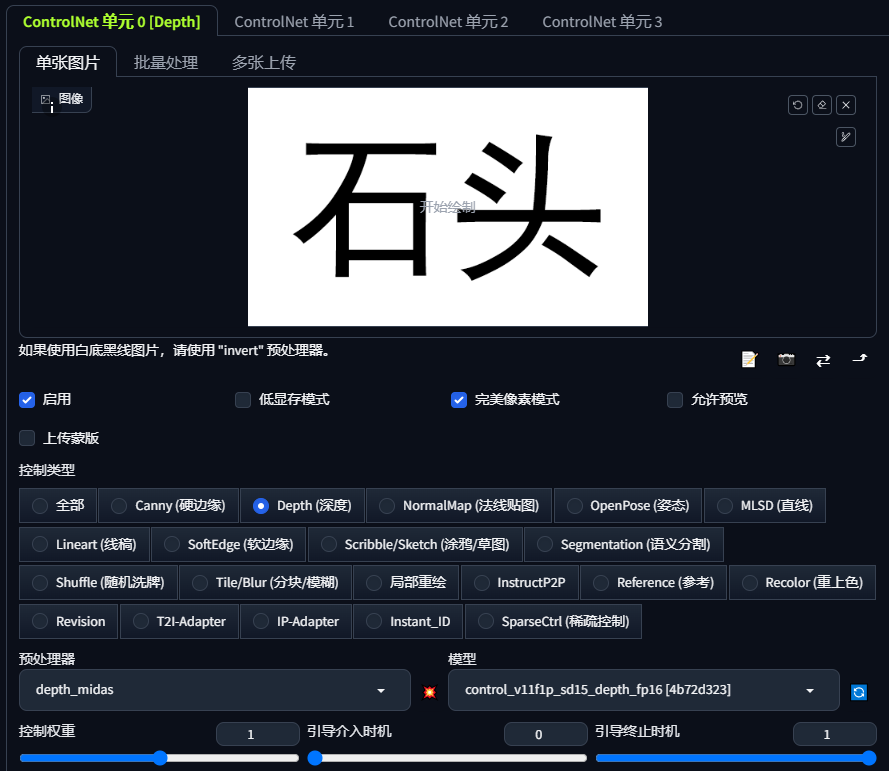 ControlNet 单元 0 [Depth] ControlNet 单元 1 ControlNet 单元 2 ControlNet 单元 3
单张图片 批量处理 多张上传
图像
石头
开始绘制
如果使用白底黑线图片，请使用 "invert" 预处理器。
启用 低显存模式 完美像素模式 允许预览
上传蒙版
控制类型
全部 Canny (硬边缘) Depth (深度) NormalMap (法线贴图) OpenPose (姿态) MLSD (直线)
Lineart (线稿) SoftEdge (软边缘) Scribble/Sketch (涂鸦/草图) Segmentation (语义分割)
Shuffle (随机洗牌) Tile/Blur (分块/模糊) 局部重绘 InstructP2P Reference (参考) Recolor (重上色)
Revision T2I-Adapter IP-Adapter Instant_ID SparseCtrl (稀疏控制)
预处理器 模型
depth_midas control_v11f1p_sd15_depth_fp16 [4b72d323]
控制权重 1 引导介入时机 0 引导终止时机 1